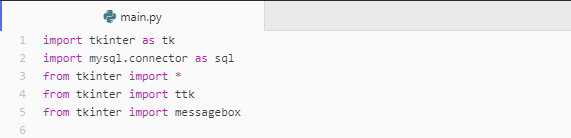 main.py
1 import tkinter as tk
2 import mysql.connector as sql
3 from tkinter import *
4 from tkinter import ttk
5 from tkinter import messagebox
6